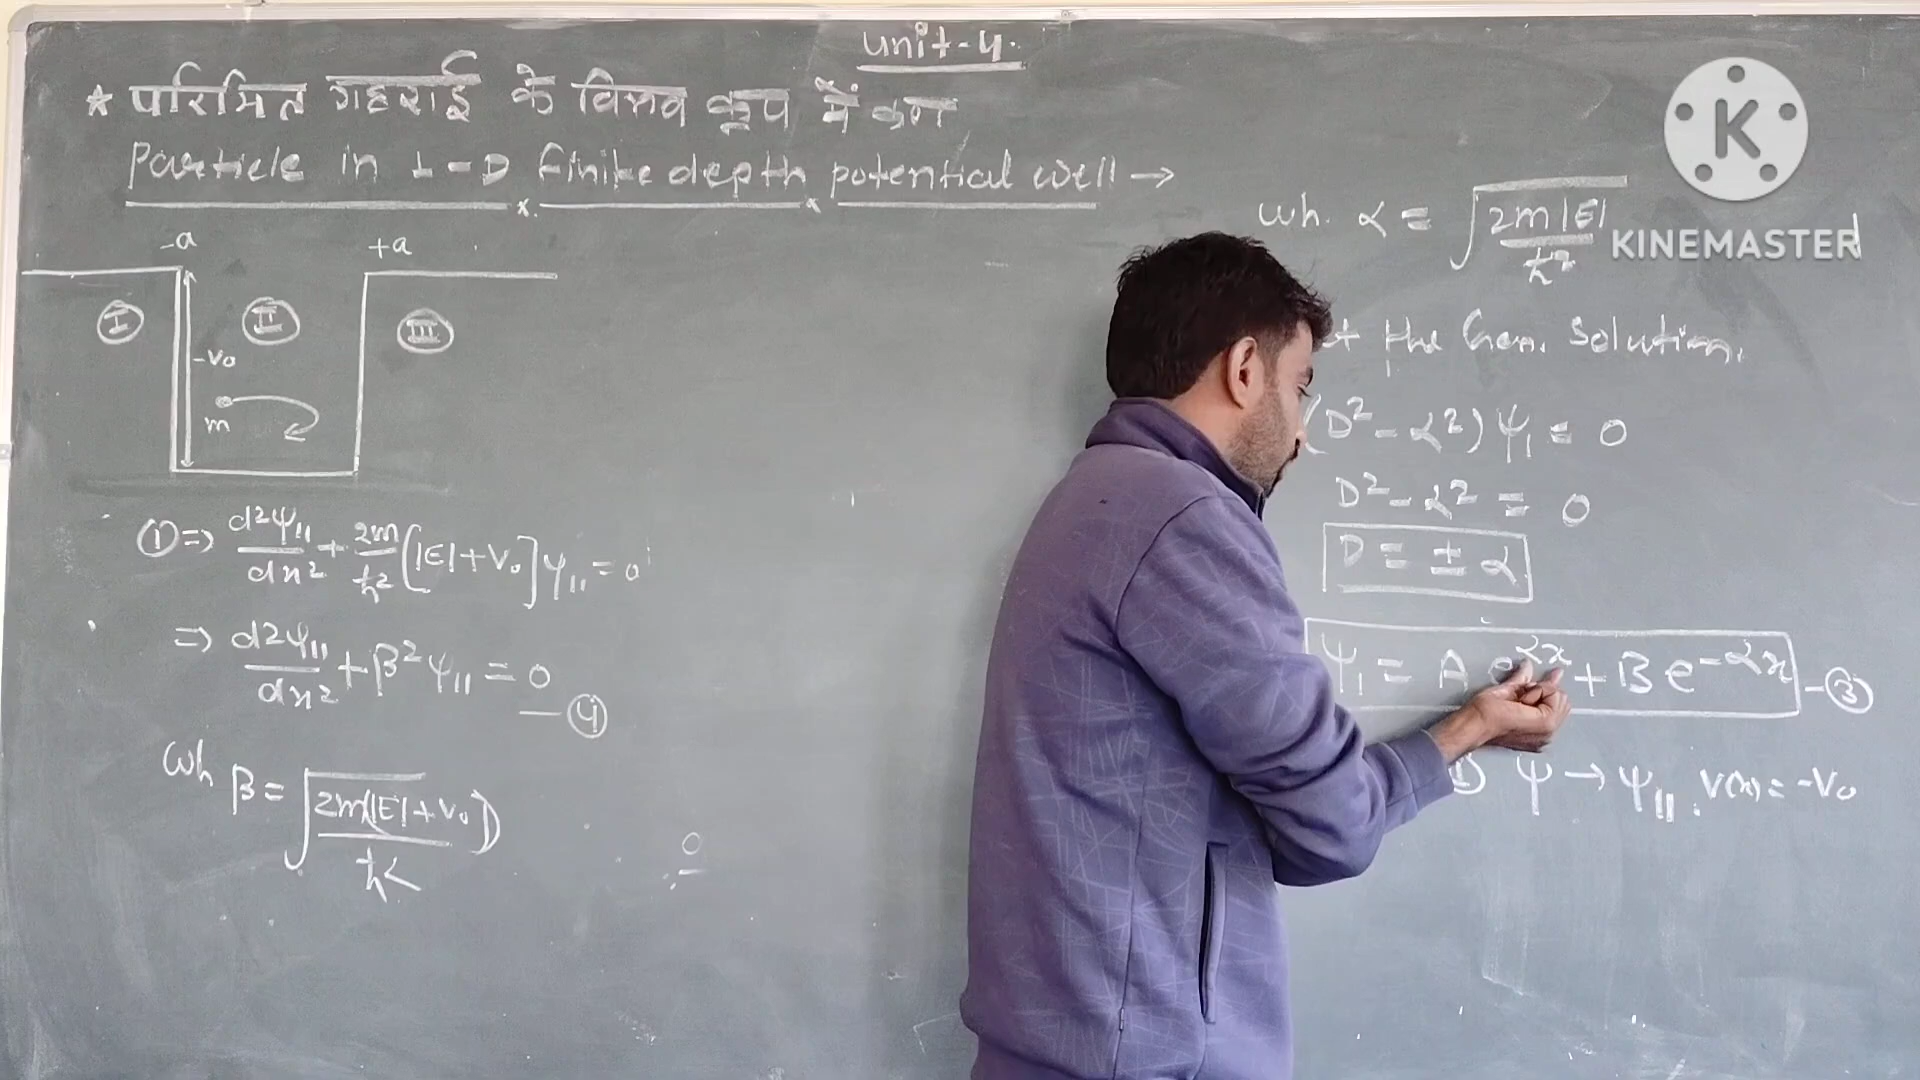 unit-4.
* परिमित गहराई के विभव कूप में कण
Particle in 1-D finite depth potential well →
-a
+a
I
II
III
-V₀
m
① ⇒ d²ψ₁₁/dx² + 2m/ħ² [|E| + V₀] ψ₁₁ = 0
⇒ d²ψ₁₁/dx² + β² ψ₁₁ = 0
— ④
Wh β = √(2m(|E| + V₀)/ħ²)
wh. α = √(2m|E|/ħ²)
K
KINEMASTER
the Gen. Solution.
(D² - α²) ψ₁ = 0
D² - α² = 0
D = ± α
ψ₁ = A e^αx + B e^-αx — ③
ψ → ψ₁₁. V(x) = -V₀